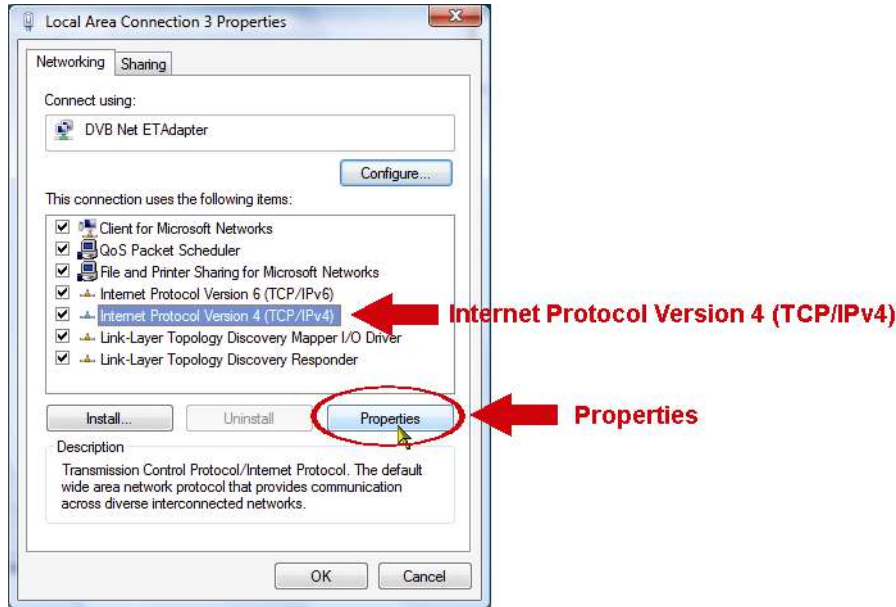 Local Area Connection 3 Properties
Networking Sharing
Connect using:
DVB Net ETAdapter
Configure...
This connection uses the following items:
Client for Microsoft Networks
QoS Packet Scheduler
File and Printer Sharing for Microsoft Networks
Internet Protocol Version 6 (TCP/IPv6)
Internet Protocol Version 4 (TCP/IPv4) Internet Protocol Version 4 (TCP/IPv4)
Link-Layer Topology Discovery Mapper I/O Driver
Link-Layer Topology Discovery Responder
Install... Uninstall Properties Properties
Description
Transmission Control Protocol/Internet Protocol. The default
wide area network protocol that provides communication
across diverse interconnected networks.
OK Cancel